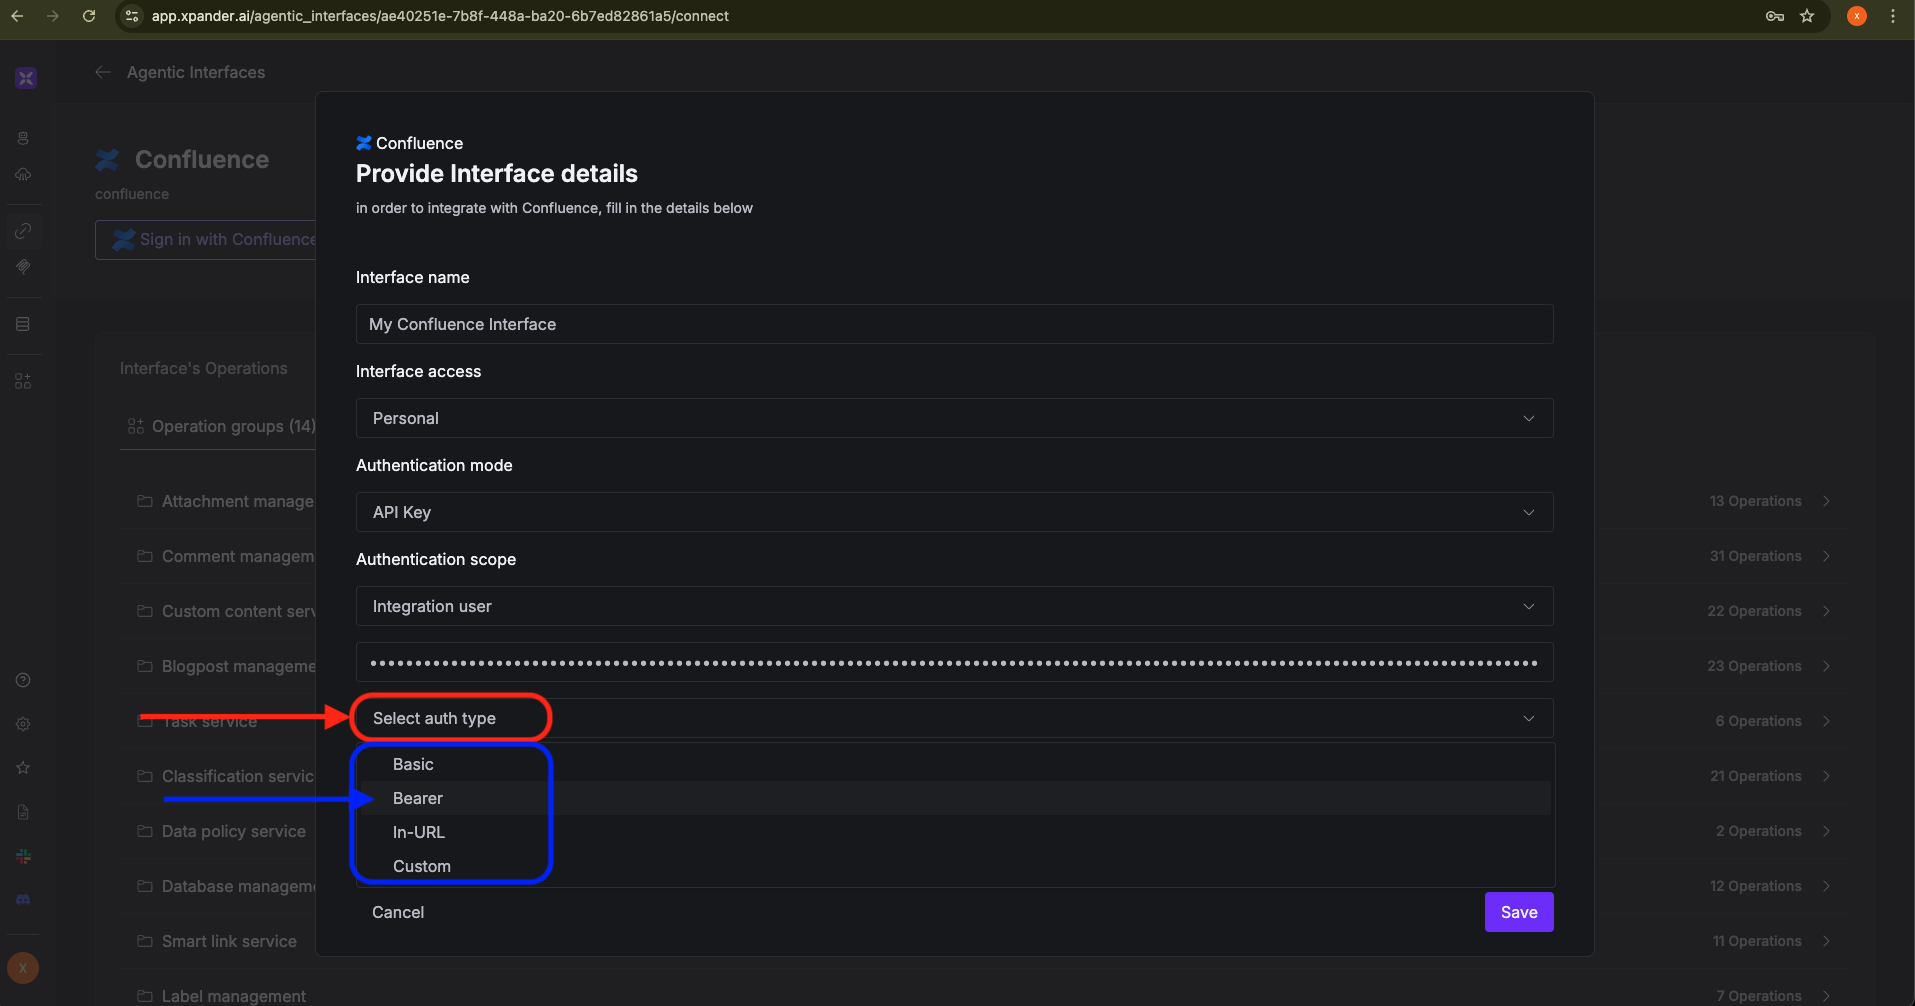 app.xpander.ai/agentic_interfaces/ae40251e-7b8f-448a-ba20-6b7ed82861a5/connect
x
Agentic Interfaces
Confluence
confluence
Sign in with Confluence
Interface's Operations
Operation groups (14)
Attachment manage
13 Operations
Comment managem
31 Operations
Custom content serv
22 Operations
Blogpost manageme
23 Operations
Task service
6 Operations
Classification servic
21 Operations
Data policy service
2 Operations
Database manageme
12 Operations
Smart link service
11 Operations
Label management
7 Operations
X
Confluence
Provide Interface details
in order to integrate with Confluence, fill in the details below
Interface name
My Confluence Interface
Interface access
Personal
Authentication mode
API Key
Authentication scope
Integration user
Select auth type
Basic
Bearer
In-URL
Custom
Cancel
Save